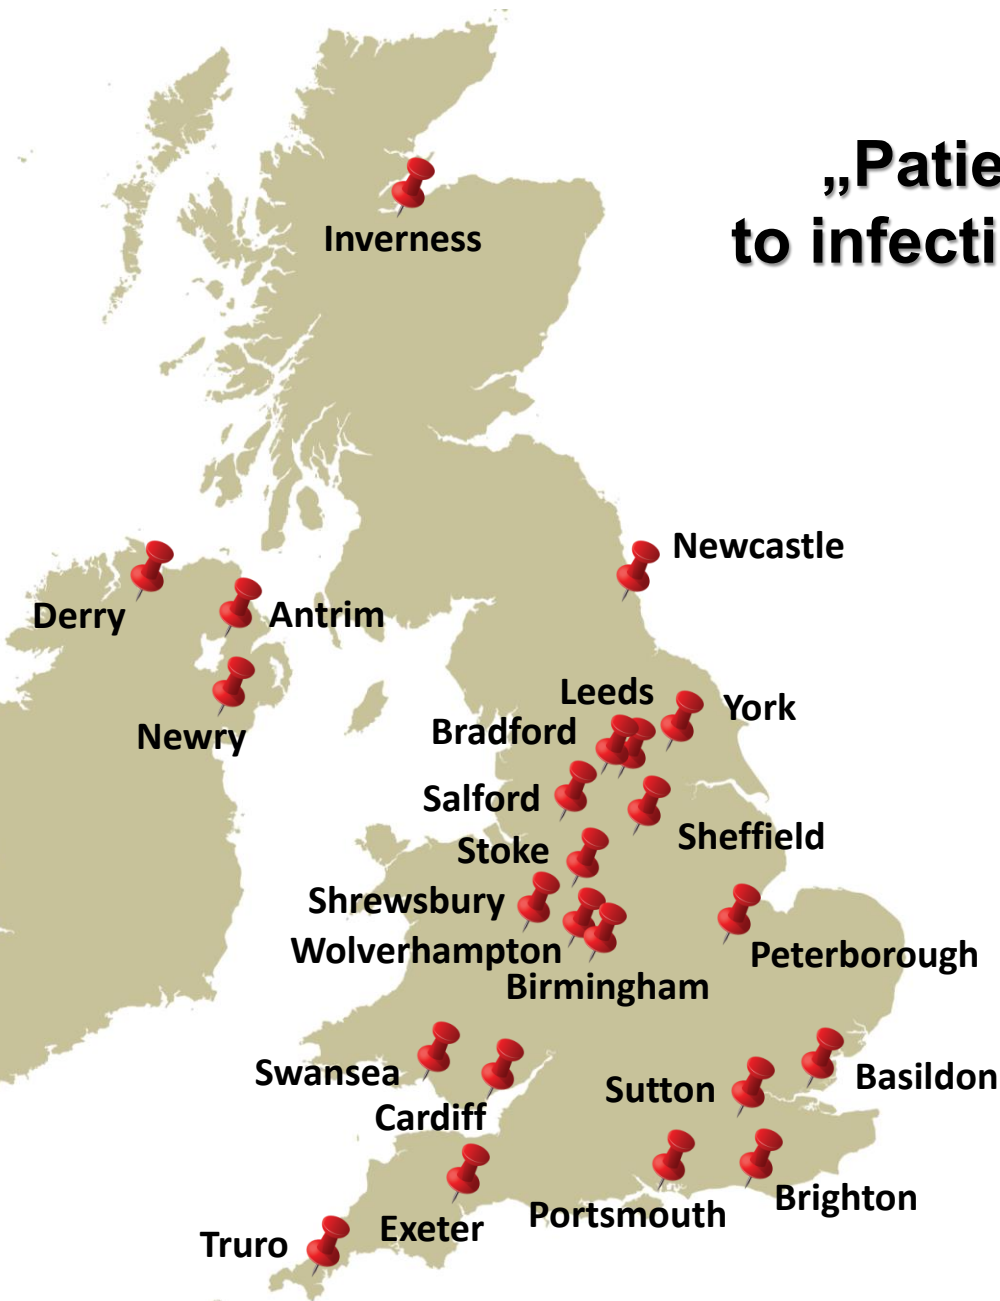 „Patie
to infecti
Inverness
Newcastle
Derry
Antrim
Newry
Leeds
York
Bradford
Salford
Sheffield
Stoke
Shrewsbury
Wolverhampton
Peterborough
Birmingham
Swansea
Cardiff
Sutton
Basildon
Brighton
Portsmouth
Exeter
Truro